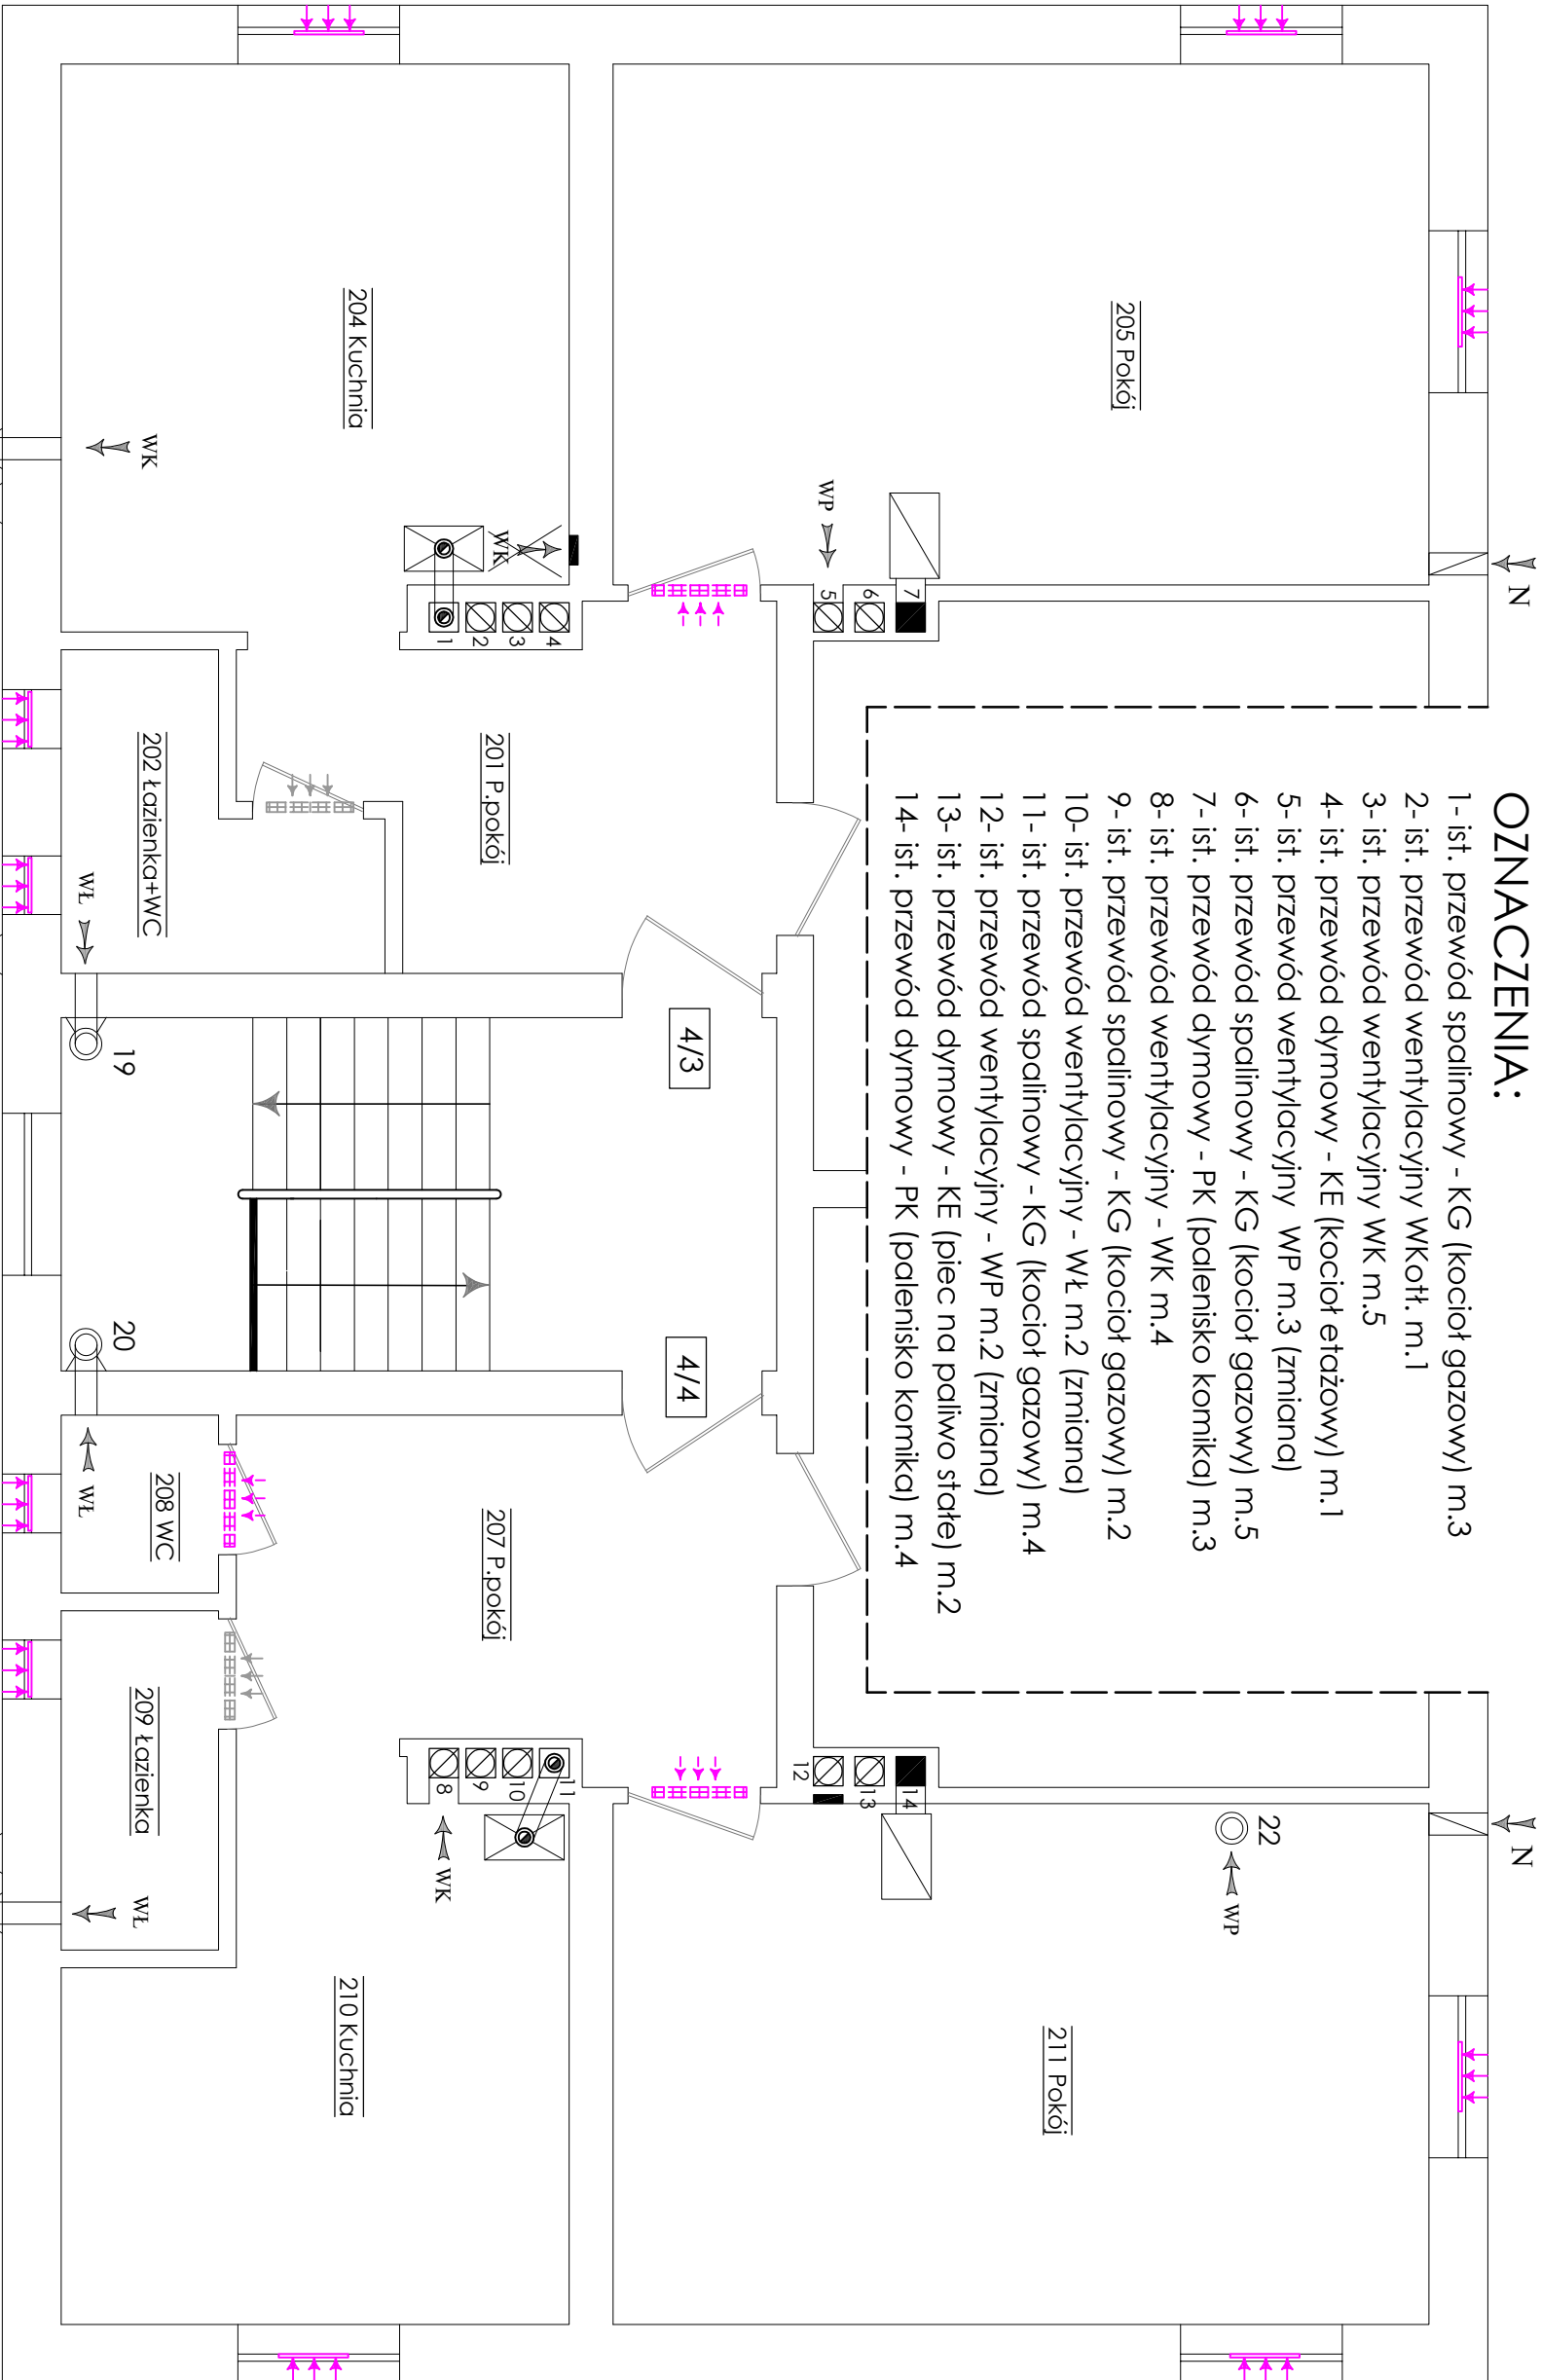 OZNACZENIA:
1- ist. przewód spalinowy - KG (kocioł gazowy) m.3
2- ist. przewód wentylacyjny WKotł. m.1
3- ist. przewód wentylacyjny WK m.5
4- ist. przewód dymowy - KE (kocioł etażowy) m.1
5- ist. przewód wentylacyjny WP m.3 (zmiana)
6- ist. przewód spalinowy - KG (kocioł gazowy) m.5
7- ist. przewód dymowy - PK (palenisko komika) m.3
8- ist. przewód wentylacyjny - WK m.4
9- ist. przewód spalinowy - KG (kocioł gazowy) m.2
10- ist. przewód wentylacyjny - WŁ m.2 (zmiana)
11- ist. przewód spalinowy - KG (kocioł gazowy) m.4
12- ist. przewód wentylacyjny - WP m.2 (zmiana)
13- ist. przewód dymowy - KE (piec na paliwo stałe) m.2
14- ist. przewód dymowy - PK (palenisko komika) m.4
N
N
205 Pokój
WP
7
6
5
22
WP
14
13
12
211 Pokój
4/3
4/4
204 Kuchnia
WK
WK
4
3
2
1
201 P.pokój
207 P.pokój
11
10
9
8
WK
210 Kuchnia
202 Łazienka+WC
WŁ
19
20
WŁ
208 WC
209 Łazienka
WŁ